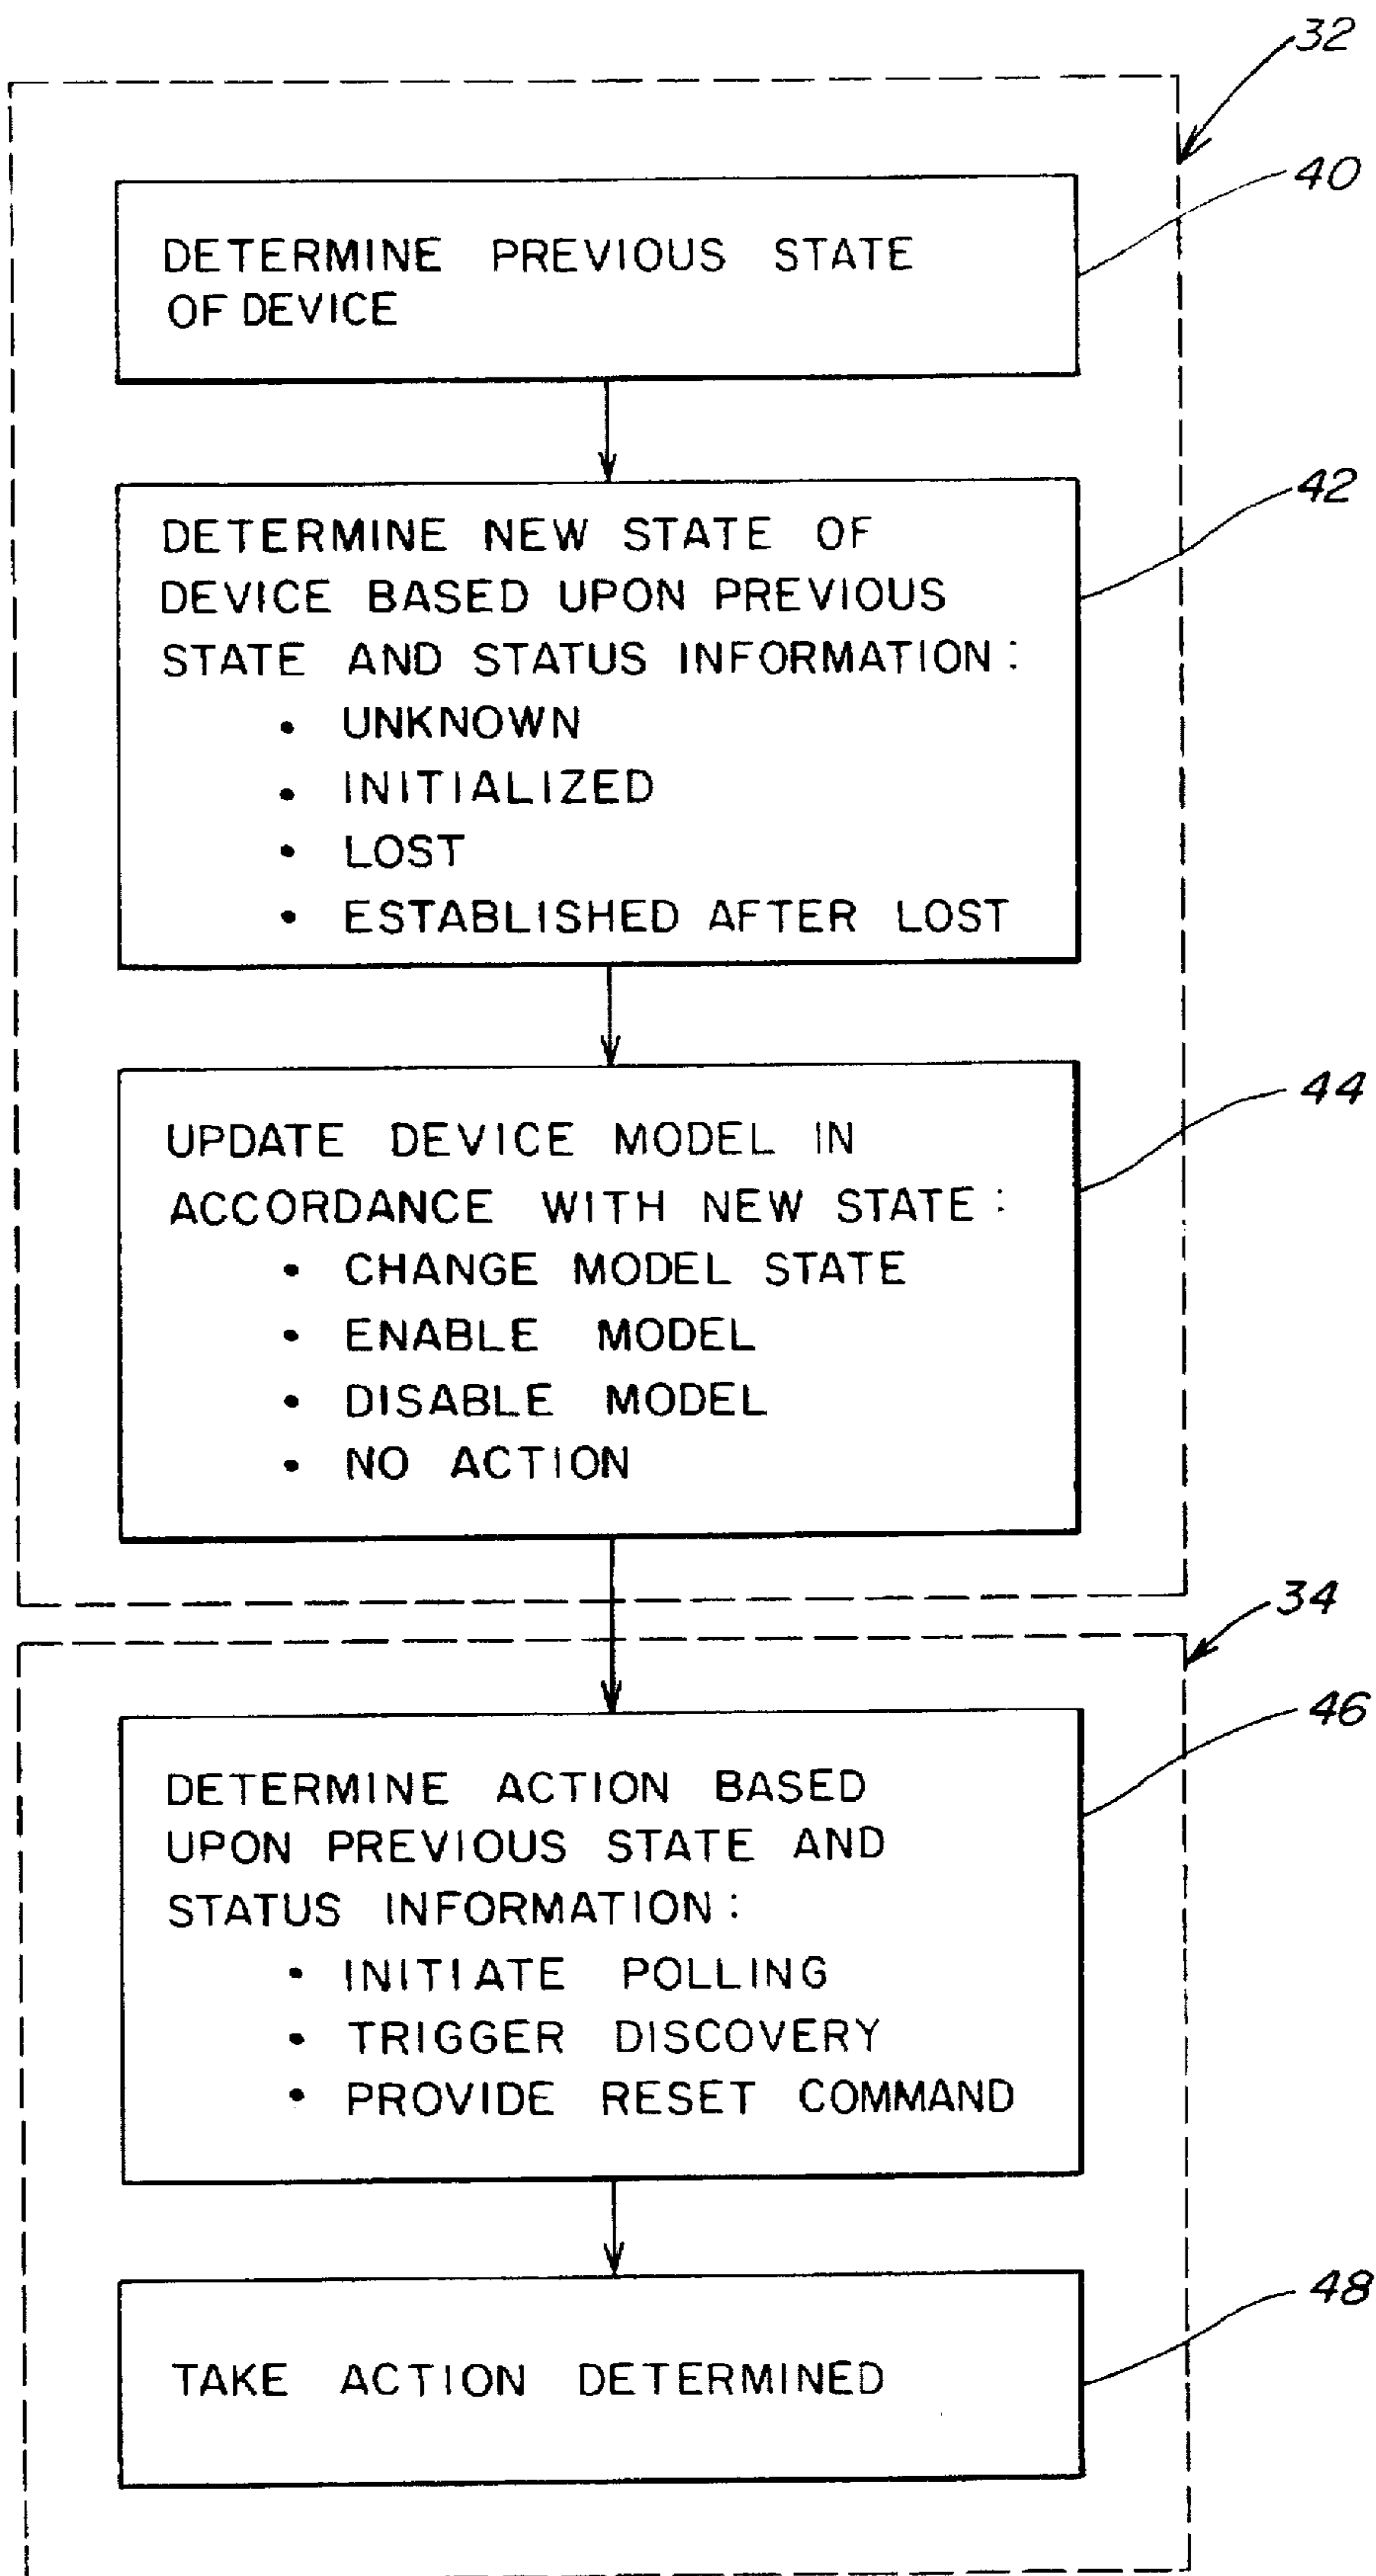 32
40
DETERMINE PREVIOUS STATE
OF DEVICE
42
DETERMINE NEW STATE OF
DEVICE BASED UPON PREVIOUS
STATE AND STATUS INFORMATION:
• UNKNOWN
• INITIALIZED
• LOST
• ESTABLISHED AFTER LOST
44
UPDATE DEVICE MODEL IN
ACCORDANCE WITH NEW STATE:
• CHANGE MODEL STATE
• ENABLE MODEL
• DISABLE MODEL
• NO ACTION
34
46
DETERMINE ACTION BASED
UPON PREVIOUS STATE AND
STATUS INFORMATION:
• INITIATE POLLING
• TRIGGER DISCOVERY
• PROVIDE RESET COMMAND
48
TAKE ACTION DETERMINED